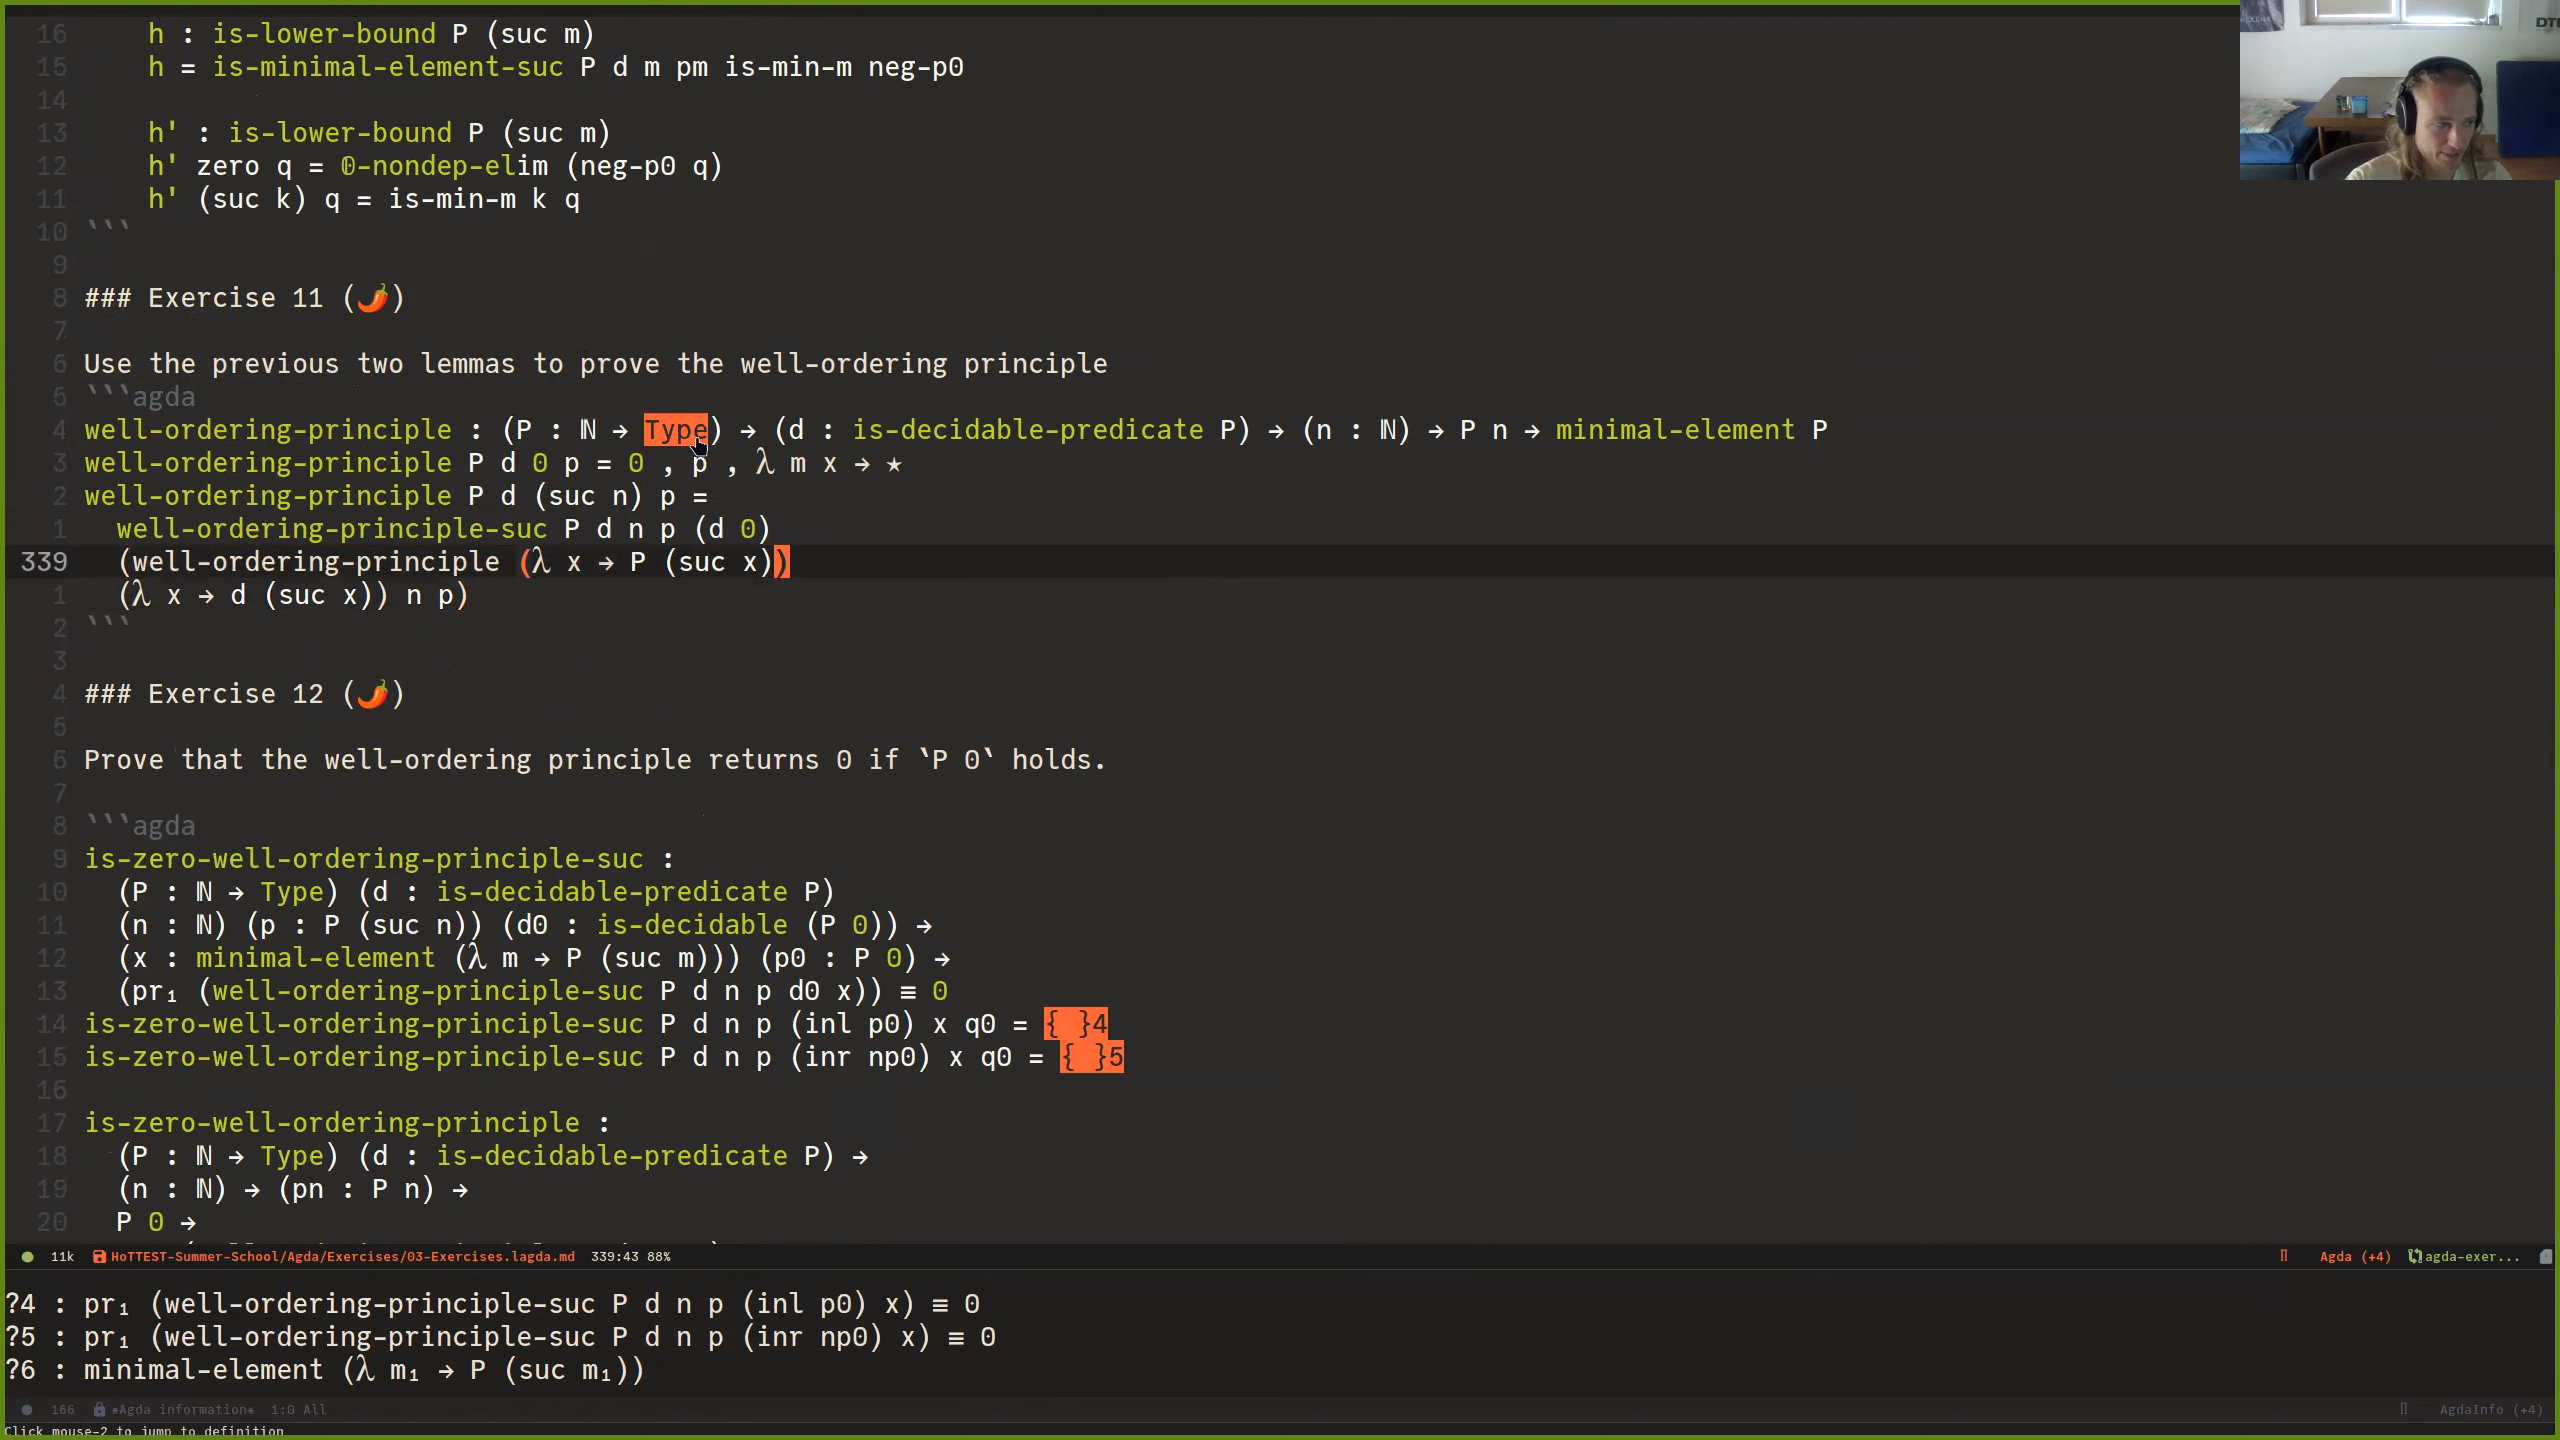 16 h : is-lower-bound P (suc m)
15 h = is-minimal-element-suc P d m pm is-min-m neg-p0
14
13 h' : is-lower-bound P (suc m)
12 h' zero q = 𝟘-nondep-elim (neg-p0 q)
11 h' (suc k) q = is-min-m k q
10 ```
9
8 ### Exercise 11 (🌶)
7
6 Use the previous two lemmas to prove the well-ordering principle
5 ```agda
4 well-ordering-principle : (P : ℕ → Type) → (d : is-decidable-predicate P) → (n : ℕ) → P n → minimal-element P
3 well-ordering-principle P d 0 p = 0 , p , λ m x → ⋆
2 well-ordering-principle P d (suc n) p =
1 well-ordering-principle-suc P d n p (d 0)
339 (well-ordering-principle (λ x → P (suc x))
1 (λ x → d (suc x)) n p)
2 ```
3
4 ### Exercise 12 (🌶)
5
6 Prove that the well-ordering principle returns 0 if `P 0` holds.
7
8 ```agda
9 is-zero-well-ordering-principle-suc :
10 (P : ℕ → Type) (d : is-decidable-predicate P)
11 (n : ℕ) (p : P (suc n)) (d0 : is-decidable (P 0)) →
12 (x : minimal-element (λ m → P (suc m))) (p0 : P 0) →
13 (pr₁ (well-ordering-principle-suc P d n p d0 x)) ≡ 0
14 is-zero-well-ordering-principle-suc P d n p (inl p0) x q0 = { }4
15 is-zero-well-ordering-principle-suc P d n p (inr np0) x q0 = { }5
16
17 is-zero-well-ordering-principle :
18 (P : ℕ → Type) (d : is-decidable-predicate P) →
19 (n : ℕ) → (pn : P n) →
20 P 0 →
11k HoTTEST-Summer-School/Agda/Exercises/03-Exercises.lagda.md 339:43 88% Π Agda (+4) agda-exer...
?4 : pr₁ (well-ordering-principle-suc P d n p (inl p0) x) ≡ 0
?5 : pr₁ (well-ordering-principle-suc P d n p (inr np0) x) ≡ 0
?6 : minimal-element (λ m₁ → P (suc m₁))
166 *Agda information* 1:0 All Π AgdaInfo (+4)
Click mouse-2 to jump to definition